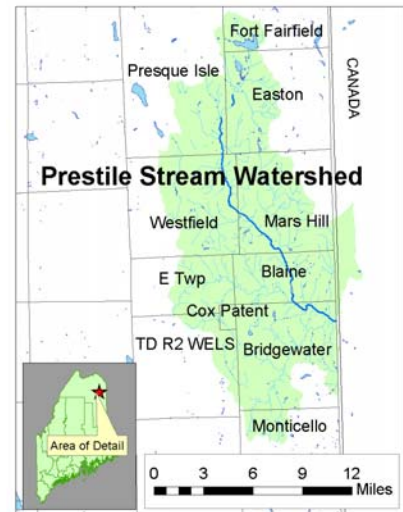 Fort Fairfield
Presque Isle
Easton
CANADA
Prestile Stream Watershed
Westfield
Mars Hill
E Twp
Blaine
Cox Patent
TD R2 WELS
Bridgewater
Monticello
Area of Detail
0 3 6 9 12
Miles